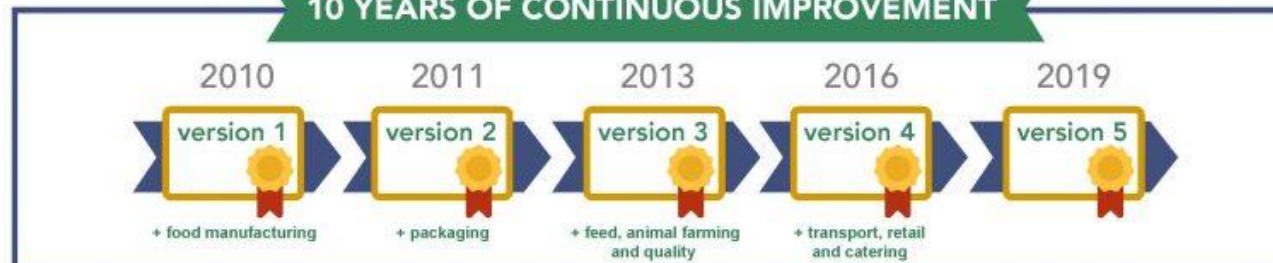 10 YEARS OF CONTINUOUS IMPROVEMENT
2010
2011
2013
2016
2019
version 1
version 2
version 3
version 4
version 5
+ food manufacturing
+ packaging
+ feed, animal farming
and quality
+ transport, retail
and catering